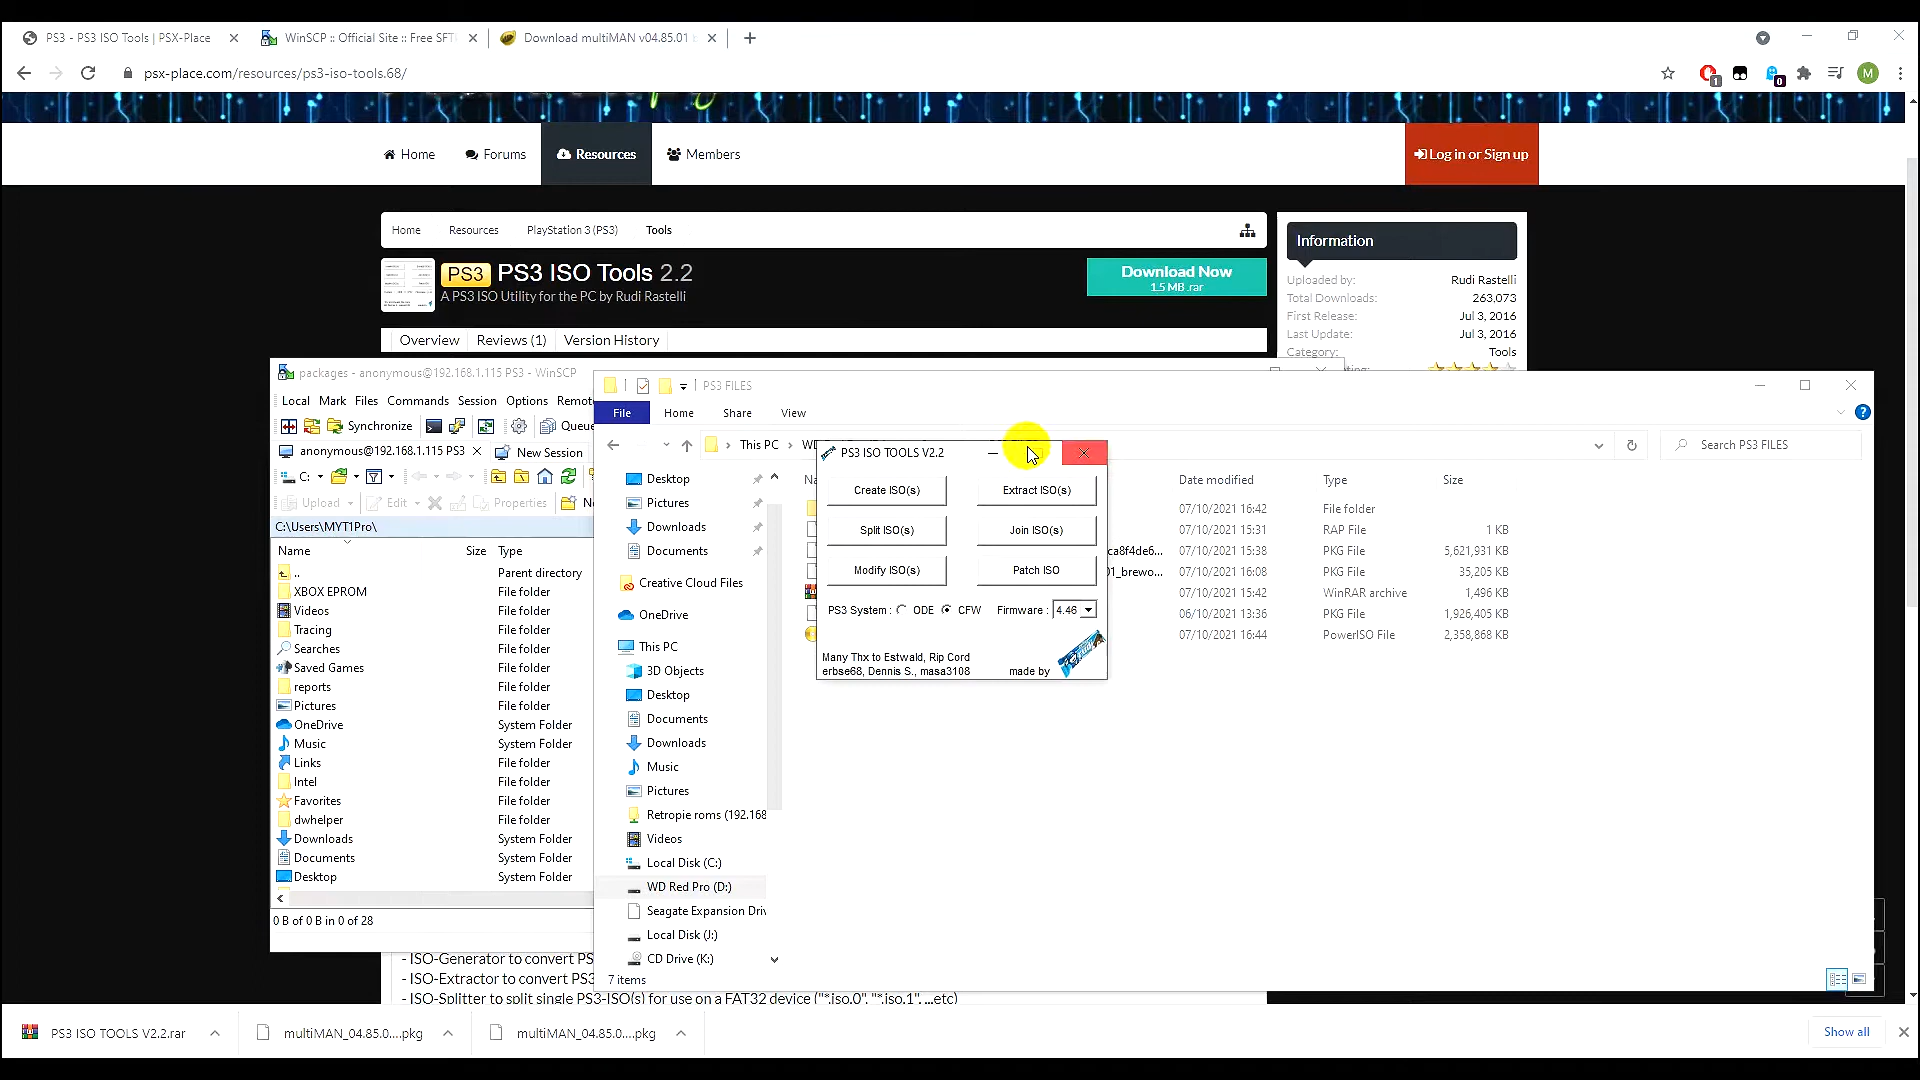 PS3 - PS3 ISO Tools | PSX-Place
WinSCP :: Official Site :: Free SFT
Download multiMAN v04.85.01
psx-place.com/resources/ps3-iso-tools.68/
1
0
M
Home
Forums
Resources
Members
Log in or Sign up
Home
Resources
PlayStation 3 (PS3)
Tools
PS3
PS3 ISO Tools 2.2
A PS3 ISO Utility for the PC by Rudi Rastelli
Download Now
1.5 MB .rar
Information
Uploaded by: Rudi Rastelli
Total Downloads: 263,073
First Release: Jul 3, 2016
Last Update: Jul 3, 2016
Category: Tools
Overview
Reviews (1)
Version History
packages - anonymous@192.168.1.115 PS3 - WinSCP
Local Mark Files Commands Session Options Remot
Synchronize
Queue
anonymous@192.168.1.115 PS3
New Session
C:
Upload
Edit
Properties
C:\Users\MYT1Pro\
Name Size Type
.. Parent directory
XBOX EPROM File folder
Videos File folder
Tracing File folder
Searches File folder
Saved Games File folder
reports File folder
Pictures File folder
OneDrive System Folder
Music System Folder
Links File folder
Intel File folder
Favorites File folder
dwhelper File folder
Downloads System Folder
Documents System Folder
Desktop System Folder
0 B of 0 B in 0 of 28
PS3 FILES
File
Home
Share
View
This PC
Search PS3 FILES
Desktop
Pictures
Downloads
Documents
Creative Cloud Files
OneDrive
This PC
3D Objects
Desktop
Documents
Downloads
Music
Pictures
Retropie roms (192.168
Videos
Local Disk (C:)
WD Red Pro (D:)
Seagate Expansion Driv
Local Disk (J:)
CD Drive (K:)
7 items
Date modified Type Size
07/10/2021 16:42 File folder
07/10/2021 15:31 RAP File 1 KB
ca8f4de6... 07/10/2021 15:38 PKG File 5,621,931 KB
01_brewo... 07/10/2021 16:08 PKG File 35,205 KB
07/10/2021 15:42 WinRAR archive 1,496 KB
06/10/2021 13:36 PKG File 1,926,405 KB
07/10/2021 16:44 PowerISO File 2,358,868 KB
PS3 ISO TOOLS V2.2
Create ISO(s)
Extract ISO(s)
Split ISO(s)
Join ISO(s)
Modify ISO(s)
Patch ISO
PS3 System : ODE CFW Firmware : 4.46
Many Thx to Estwald, Rip Cord
erbse68, Dennis S., masa3108
made by
- ISO-Generator to convert PS
- ISO-Extractor to convert PS3
- ISO-Splitter to split single PS3-ISO(s) for use on a FAT32 device ("*.iso.0", "*.iso.1", ...etc)
PS3 ISO TOOLS V2.2.rar
multiMAN_04.85.0....pkg
multiMAN_04.85.0....pkg
Show all